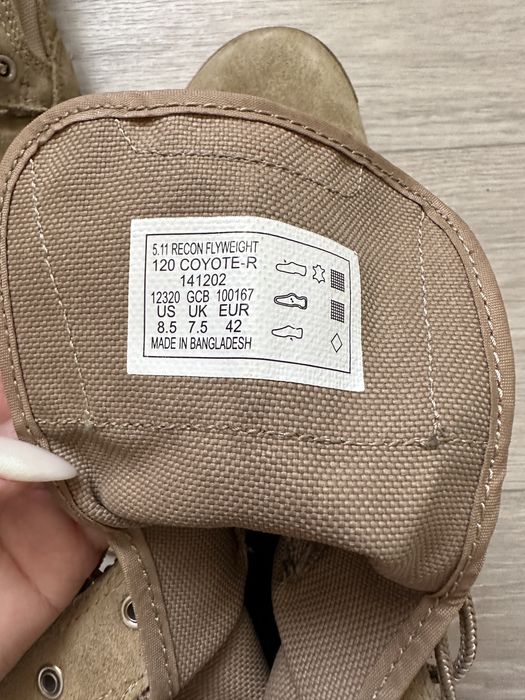 5.11 RECON FLYWEIGHT
120 COYOTE-R
141202
12320 GCB 100167
US UK EUR
8.5 7.5 42
MADE IN BANGLADESH